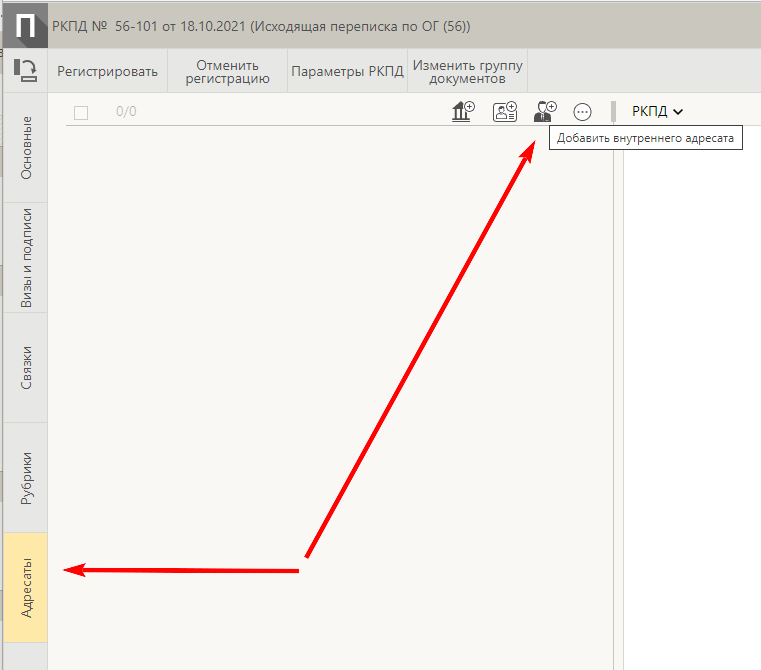 П
РКПД № 56-101 от 18.10.2021 (Исходящая переписка по ОГ (56))
Регистрировать
Отменить
регистрацию
Параметры РКПД
Изменить группу
документов
0/0
РКПД
Добавить внутреннего адресата
Основные
Визы и подписи
Связки
Рубрики
Адресаты